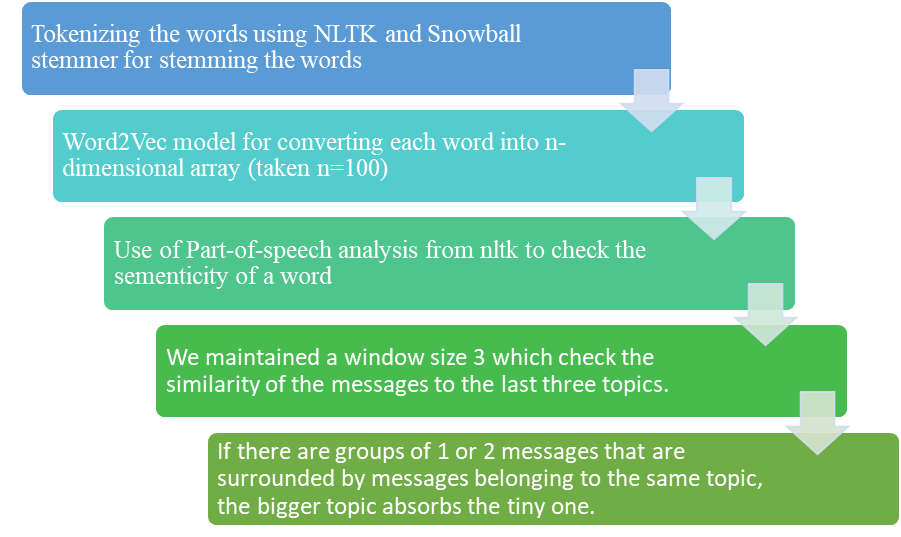 Tokenizing the words using NLTK and Snowball
stemmer for stemming the words
Word2Vec model for converting each word into n-
dimensional array (taken n=100)
Use of Part-of-speech analysis from nltk to check the
sementicity of a word
We maintained a window size 3 which check the
similarity of the messages to the last three topics.
If there are groups of 1 or 2 messages that are
surrounded by messages belonging to the same topic,
the bigger topic absorbs the tiny one.